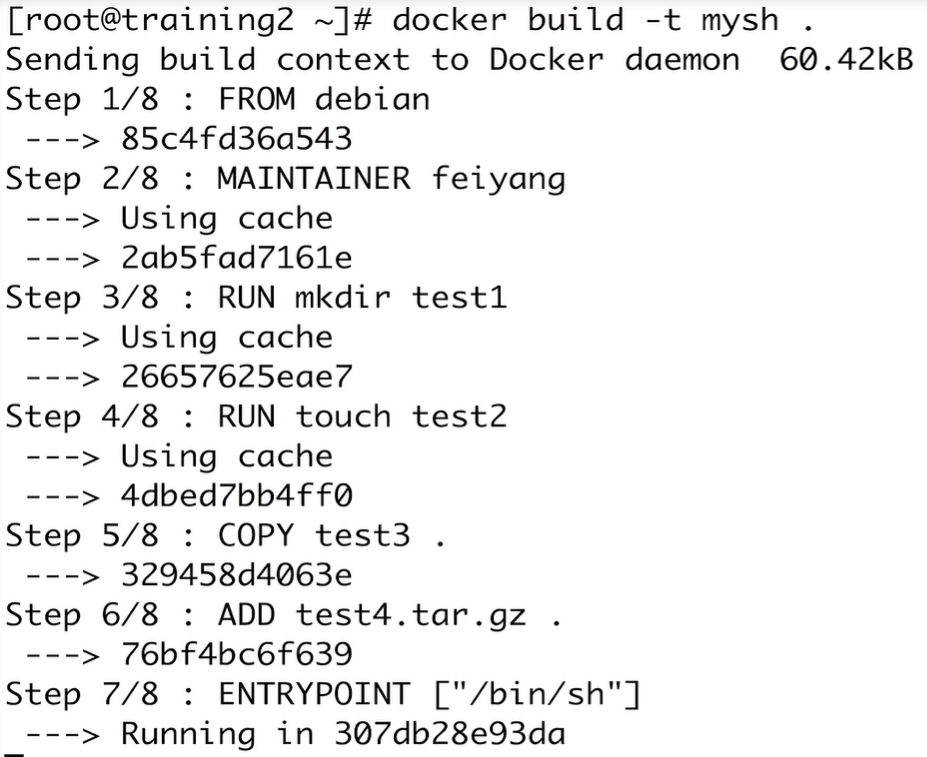 [root@training2 ~]# docker build -t mysh .
Sending build context to Docker daemon  60.42kB
Step 1/8 : FROM debian
 ---> 85c4fd36a543
Step 2/8 : MAINTAINER feiyang
 ---> Using cache
 ---> 2ab5fad7161e
Step 3/8 : RUN mkdir test1
 ---> Using cache
 ---> 26657625eae7
Step 4/8 : RUN touch test2
 ---> Using cache
 ---> 4dbed7bb4ff0
Step 5/8 : COPY test3 .
 ---> 329458d4063e
Step 6/8 : ADD test4.tar.gz .
 ---> 76bf4bc6f639
Step 7/8 : ENTRYPOINT ["/bin/sh"]
 ---> Running in 307db28e93da